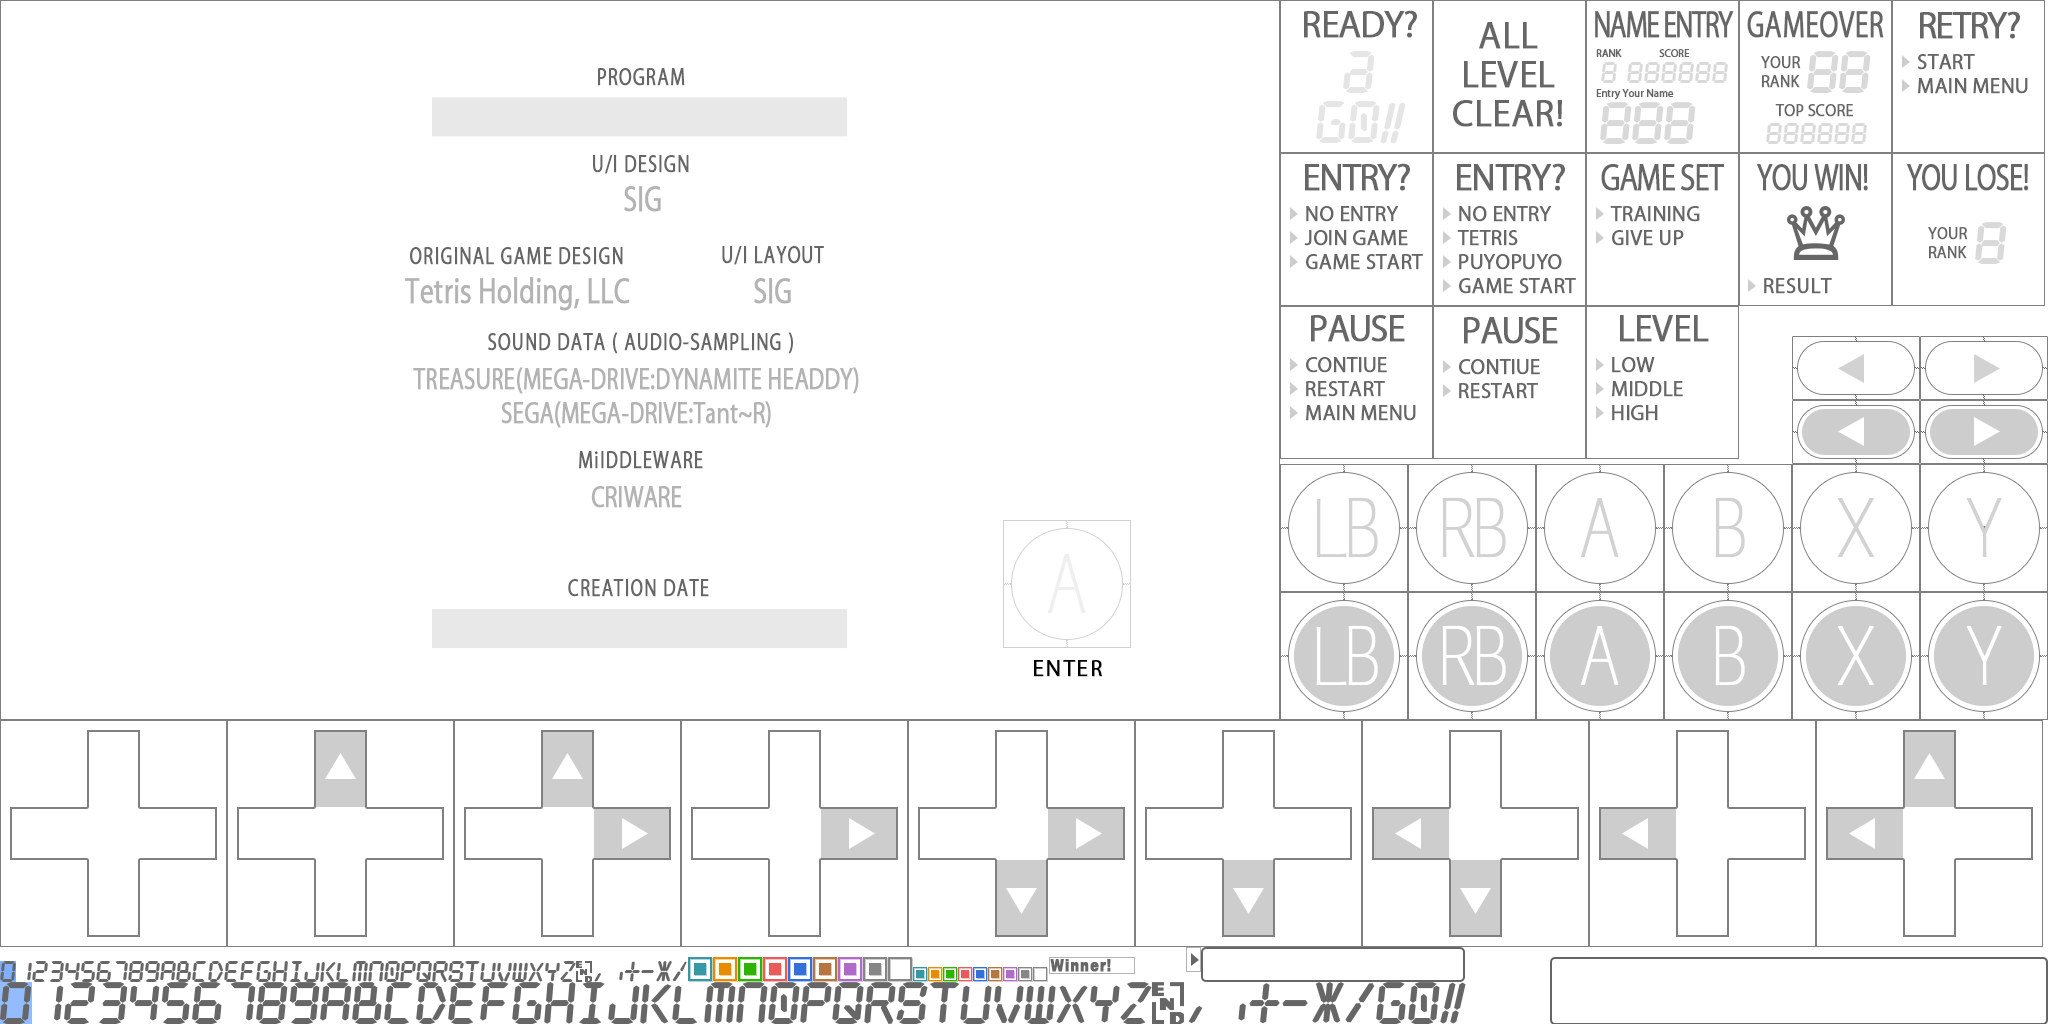 PROGRAM
U/I DESIGN
SIG
ORIGINAL GAME DESIGN
Tetris Holding, LLC
U/I LAYOUT
SIG
SOUND DATA ( AUDIO-SAMPLING )
TREASURE(MEGA-DRIVE:DYNAMITE HEADDY)
SEGA(MEGA-DRIVE:Tant~R)
MiIDDLEWARE
CRIWARE
CREATION DATE
A
ENTER
READY?
GO!!
ALL
LEVEL
CLEAR!
NAME ENTRY
RANK SCORE
8 888888
Entry Your Name
888
GAMEOVER
YOUR
RANK 88
TOP SCORE
888888
RETRY?
START
MAIN MENU
ENTRY?
NO ENTRY
JOIN GAME
GAME START
ENTRY?
NO ENTRY
TETRIS
PUYOPUYO
GAME START
GAME SET
TRAINING
GIVE UP
YOU WIN!
RESULT
YOU LOSE!
YOUR
RANK 8
PAUSE
CONTIUE
RESTART
MAIN MENU
PAUSE
CONTIUE
RESTART
LEVEL
LOW
MIDDLE
HIGH
LB RB A B X Y
LB RB A B X Y
0123456789ABCDEFGHIJKLMNOPQRSTUVWXYZ END , .+-*/
Winner!
0123456789ABCDEFGHIJKLMNOPQRSTUVWXYZ END , .+-*/GO!!